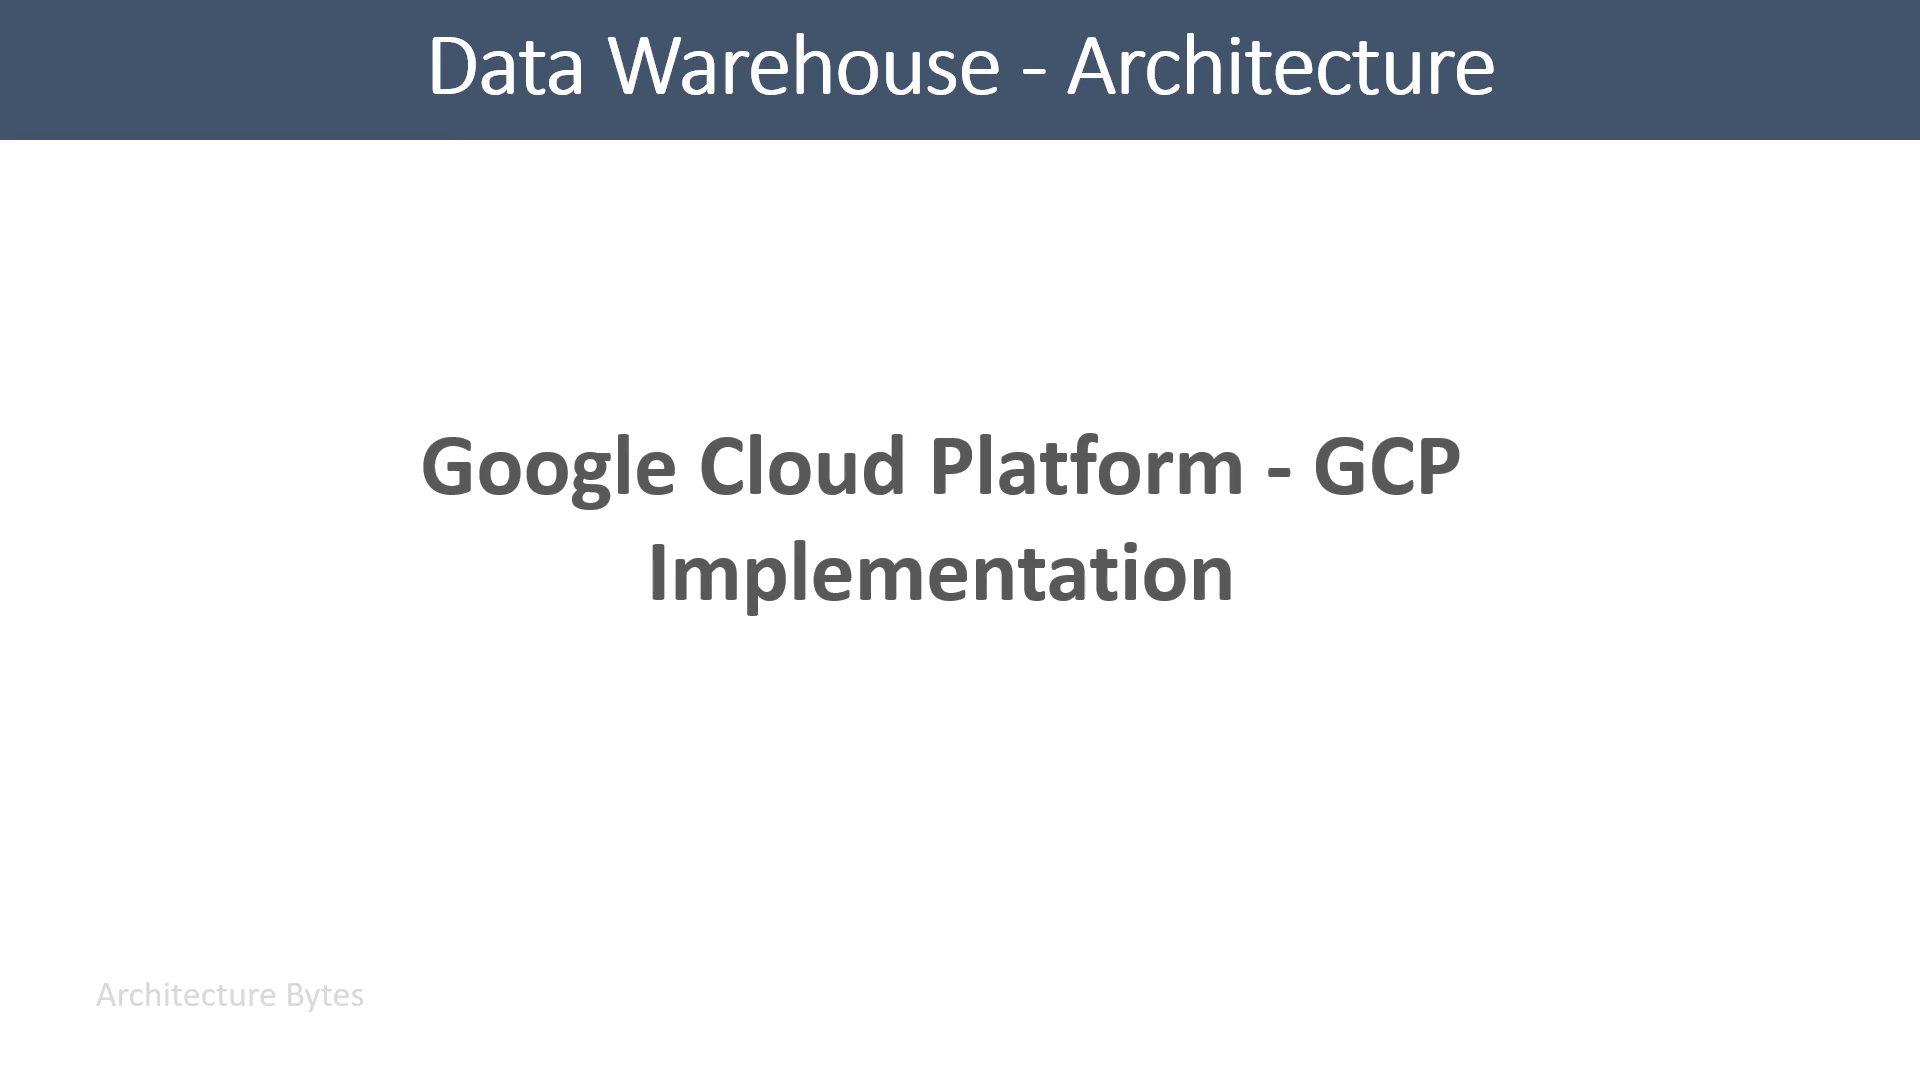 Data Warehouse - Architecture
Google Cloud Platform - GCP
Implementation
Architecture Bytes